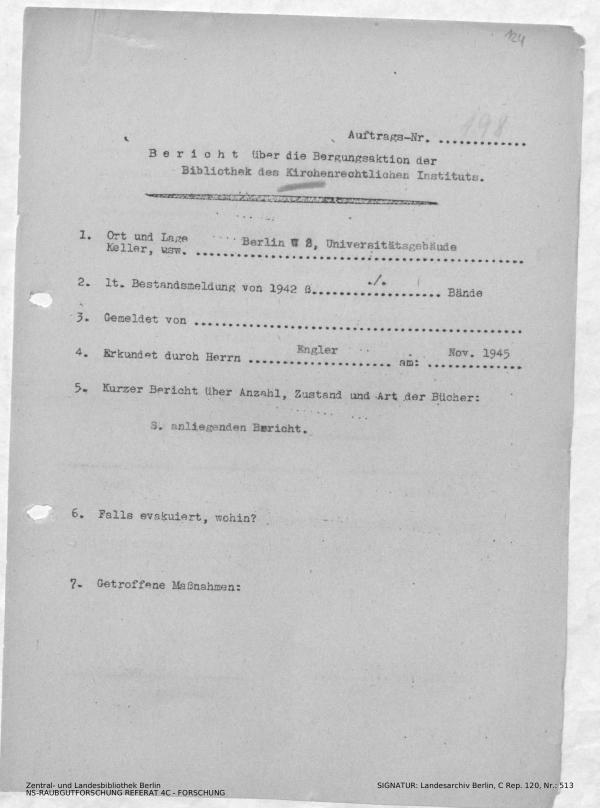 124
198
Auftrags-Nr. ..............
B e r i c h t über die Bergungsaktion der
Bibliothek des Kirchenrechtlichen Instituts.
1. Ort und Lage .... Berlin W 8, Universitätsgebäude
Keller, usw. ..................................................
2. lt. Bestandsmeldung von 1942 ß......../........... Bände
3. Gemeldet von ..................................................
4. Erkundet durch Herrn Engler am: Nov. 1945
5. Kurzer Bericht über Anzahl, Zustand und Art der Bücher:
S. anliegenden Bericht.
6. Falls evakuiert, wohin?
7. Getroffene Maßnahmen:
Zentral- und Landesbibliothek Berlin
NS-RAUBGUTFORSCHUNG REFERAT 4C - FORSCHUNG
SIGNATUR: Landesarchiv Berlin, C Rep. 120, Nr.: 513